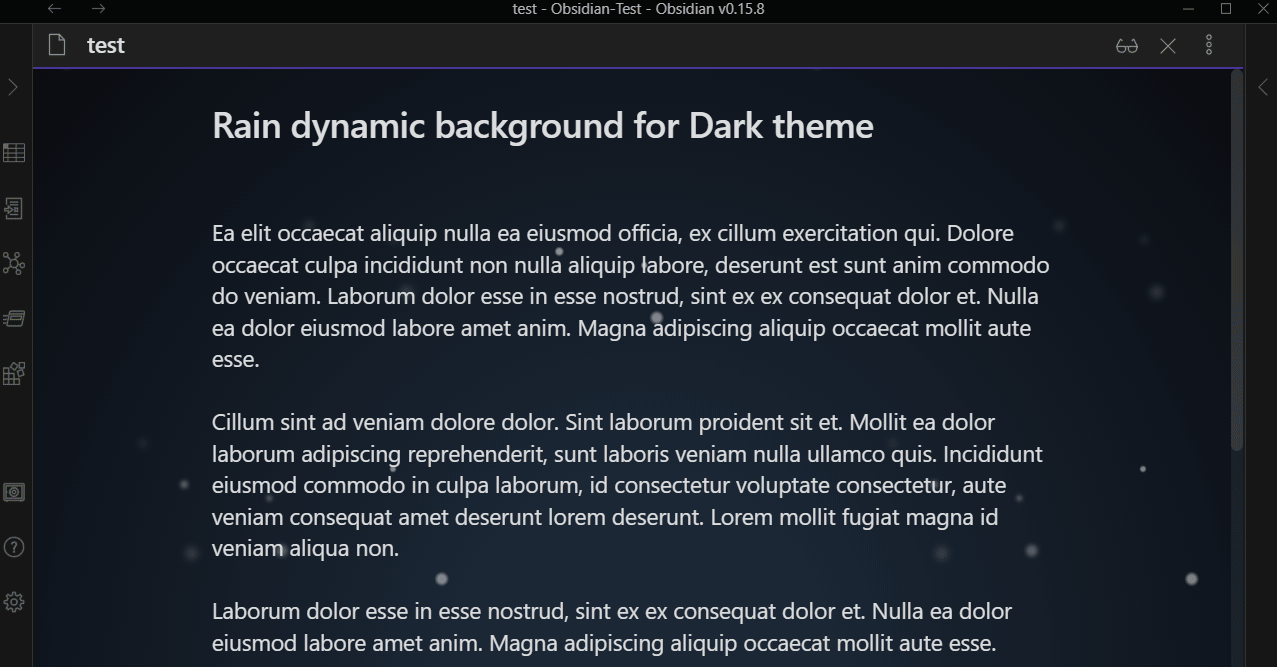 test - Obsidian-Test - Obsidian v0.15.8
test
Rain dynamic background for Dark theme
Ea elit occaecat aliquip nulla ea eiusmod officia, ex cillum exercitation qui. Dolore
occaecat culpa incididunt non nulla aliquip labore, deserunt est sunt anim commodo
do veniam. Laborum dolor esse in esse nostrud, sint ex ex consequat dolor et. Nulla
ea dolor eiusmod labore amet anim. Magna adipiscing aliquip occaecat mollit aute
esse.
Cillum sint ad veniam dolore dolor. Sint laborum proident sit et. Mollit ea dolor
laborum adipiscing reprehenderit, sunt laboris veniam nulla ullamco quis. Incididunt
eiusmod commodo in culpa laborum, id consectetur voluptate consectetur, aute
veniam consequat amet deserunt lorem deserunt. Lorem mollit fugiat magna id
veniam aliqua non.
Laborum dolor esse in esse nostrud, sint ex ex consequat dolor et. Nulla ea dolor
eiusmod labore amet anim. Magna adipiscing aliquip occaecat mollit aute esse.